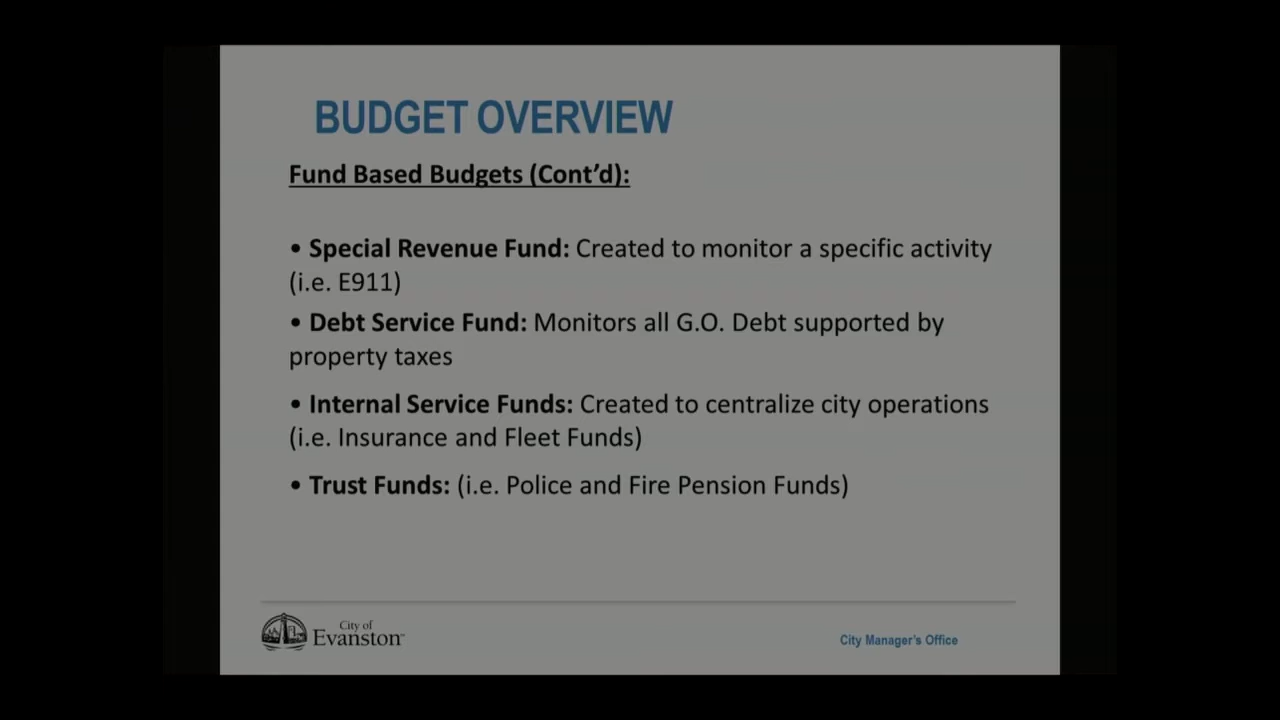 BUDGET OVERVIEW
Fund Based Budgets (Cont’d):
• Special Revenue Fund: Created to monitor a specific activity
(i.e. E911)
• Debt Service Fund: Monitors all G.O. Debt supported by
property taxes
• Internal Service Funds: Created to centralize city operations
(i.e. Insurance and Fleet Funds)
• Trust Funds: (i.e. Police and Fire Pension Funds)
City of
Evanston™
City Manager’s Office